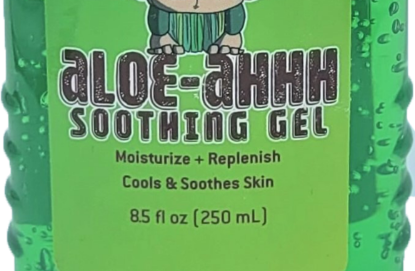 aLOE-aHHH
SOOTHING GEL
Moisturize + Replenish
Cools & Soothes Skin
8.5 fl oz (250 mL)